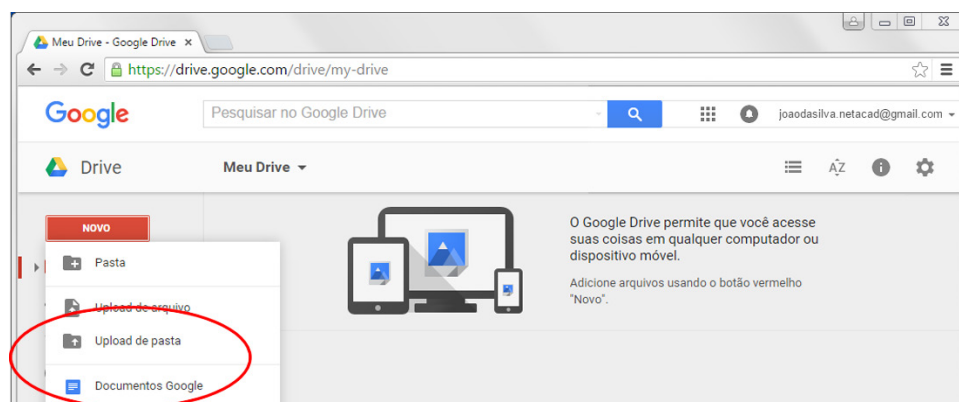 Meu Drive - Google Drive
https://drive.google.com/drive/my-drive
Google
Pesquisar no Google Drive
joaodasilva.netacad@gmail.com
Drive
Meu Drive
AZ
NOVO
O Google Drive permite que você acesse
suas coisas em qualquer computador ou
dispositivo móvel.
Adicione arquivos usando o botão vermelho
"Novo".
Pasta
Upload de arquivo
Upload de pasta
Documentos Google